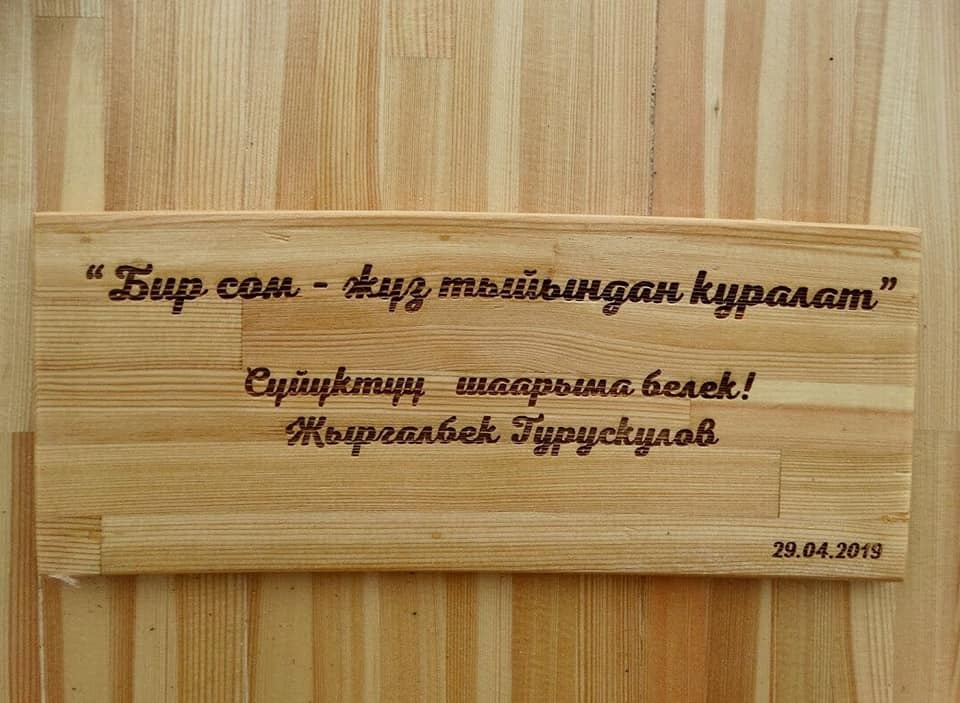 “Бир сом - жүз тыйындан куралат”
Сүйүктүү шаарыма белек!
Жыргалбек Турускулов
29.04.2019